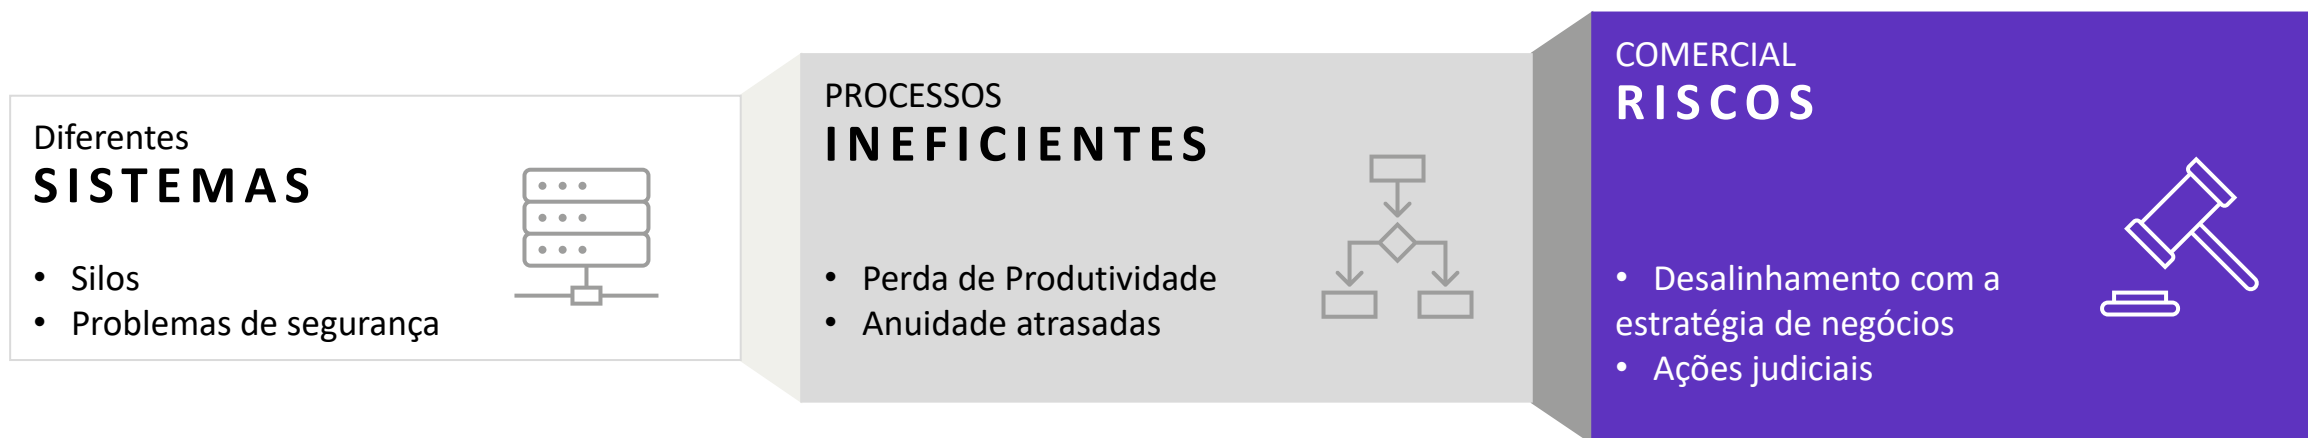 Diferentes
SISTEMAS
• Silos
• Problemas de segurança
PROCESSOS
INEFICIENTES
• Perda de Produtividade
• Anuidade atrasadas
COMERCIAL
RISCOS
• Desalinhamento com a
estratégia de negócios
• Ações judiciais